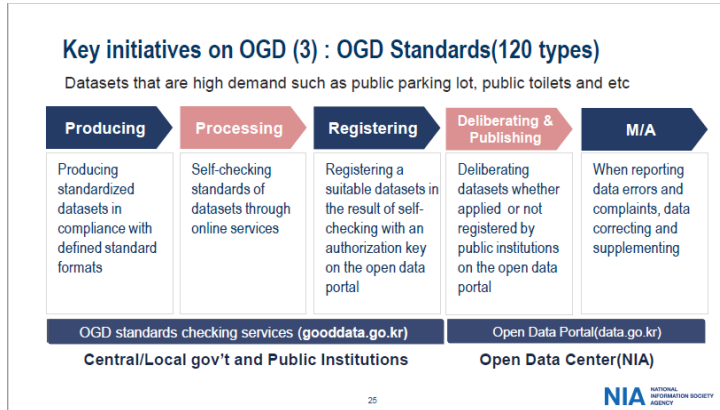 Key initiatives on OGD (3) : OGD Standards(120 types)
Datasets that are high demand such as public parking lot, public toilets and etc
Producing
Processing
Registering
Deliberating &
Publishing
M/A
Producing
standardized
datasets in
compliance with
defined standard
formats
Self-checking
standards of
datasets through
online services
Registering a
suitable datasets in
the result of self-
checking with an
authorization key
on the open data
portal
Deliberating
datasets whether
applied or not
registered by
public institutions
on the open data
portal
When reporting
data errors and
complaints, data
correcting and
supplementing
OGD standards checking services (gooddata.go.kr)
Open Data Portal(data.go.kr)
Central/Local gov't and Public Institutions
Open Data Center(NIA)
25
NIA
NATIONAL
INFORMATION SOCIETY
AGENCY